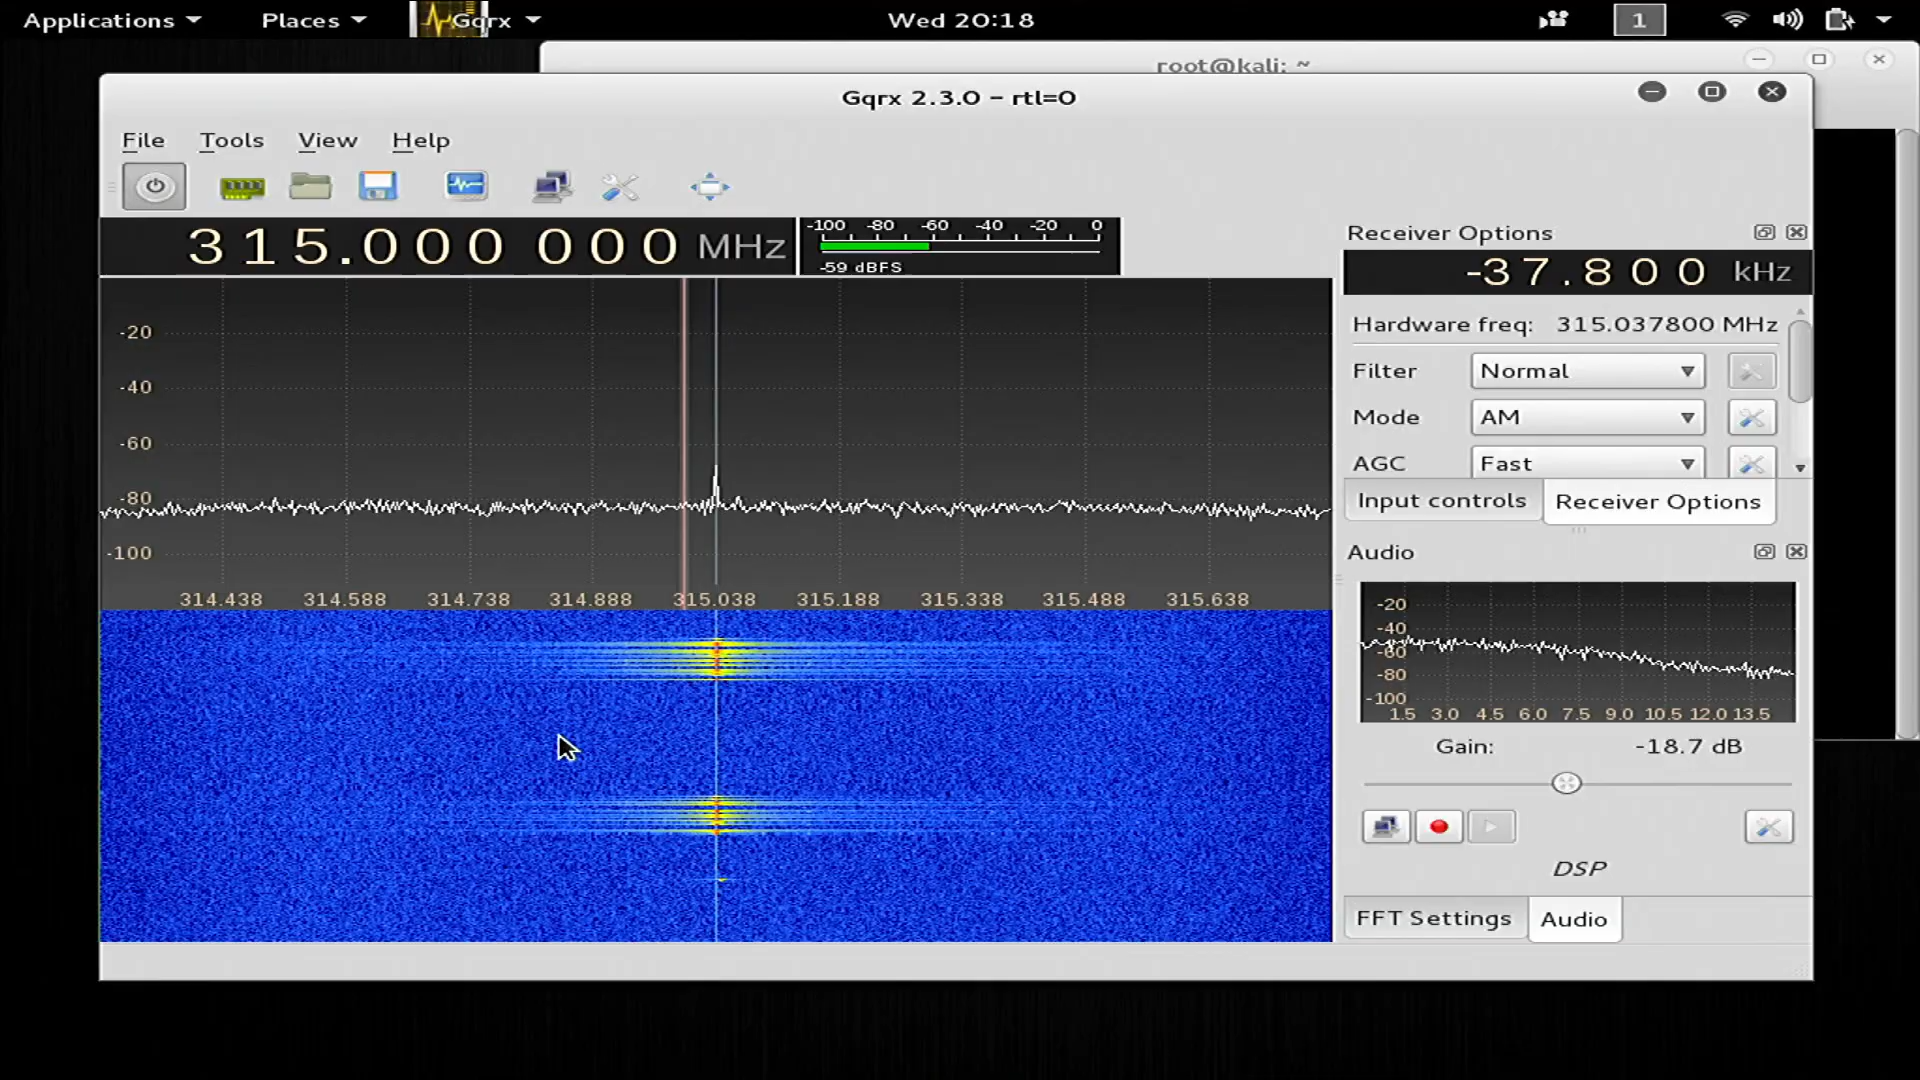 Applications Places Gqrx Wed 20:18 1
root@kali: ~
Gqrx 2.3.0 - rtl=0
File Tools View Help
315.000 000 MHz
-100 -80 -60 -40 -20 0
-59 dBFS
-20
-40
-60
-80
-100
314.438 314.588 314.738 314.888 315.038 315.188 315.338 315.488 315.638
Receiver Options
-37.800 kHz
Hardware freq: 315.037800 MHz
Filter Normal
Mode AM
AGC Fast
Input controls Receiver Options
Audio
-20
-40
-60
-80
-100
1.5 3.0 4.5 6.0 7.5 9.0 10.5 12.0 13.5
Gain: -18.7 dB
DSP
FFT Settings Audio